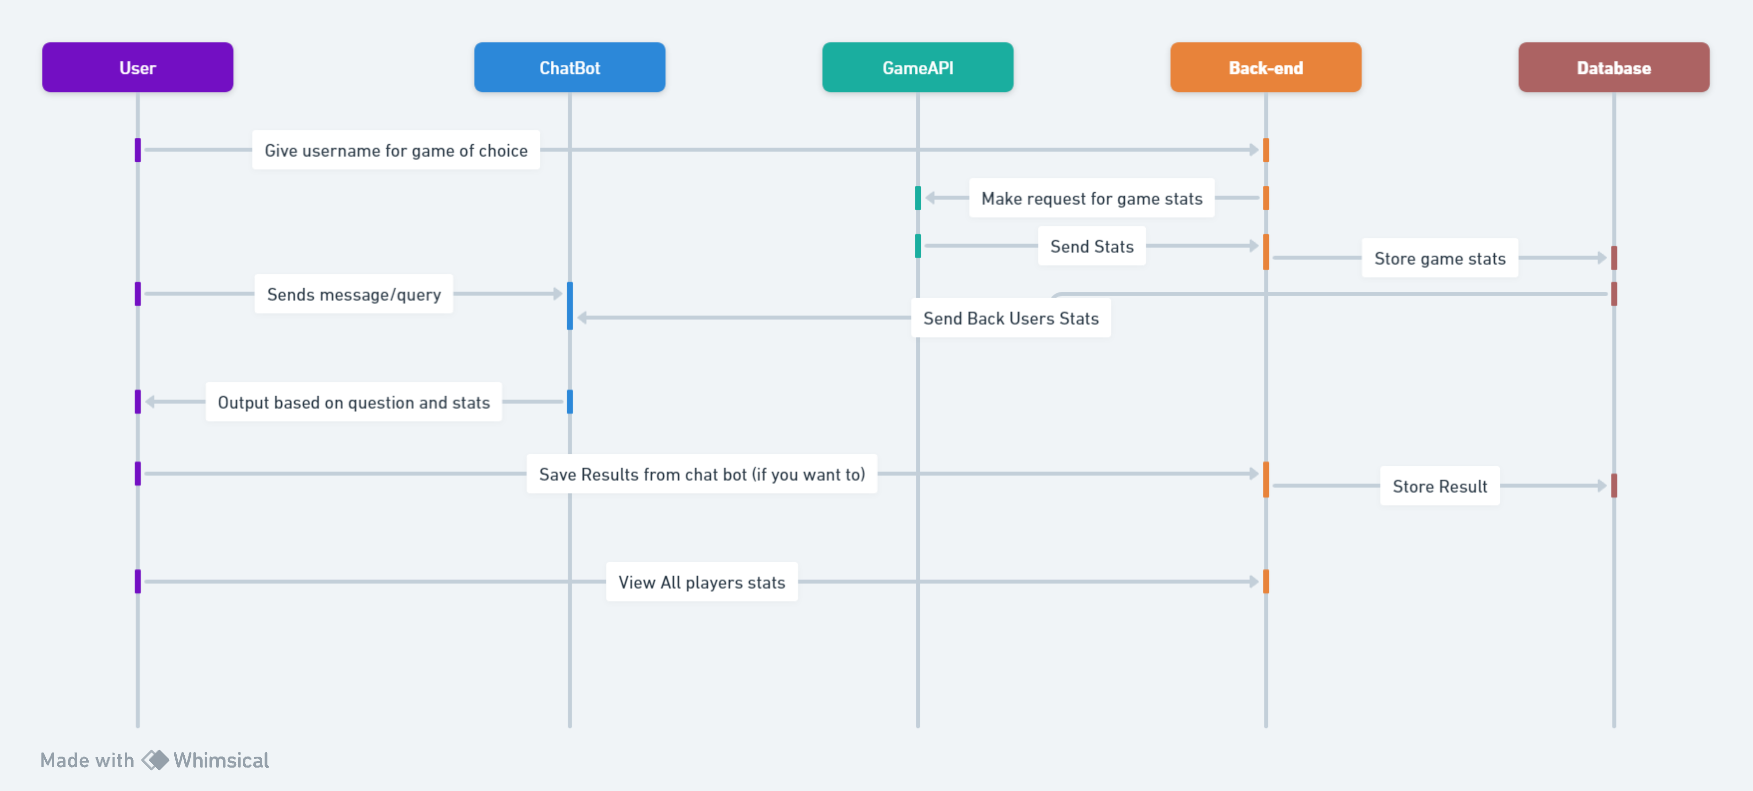 User
ChatBot
GameAPI
Back-end
Database
Give username for game of choice
Make request for game stats
Send Stats
Store game stats
Sends message/query
Send Back Users Stats
Output based on question and stats
Save Results from chat bot (if you want to)
Store Result
View All players stats
Made with Whimsical